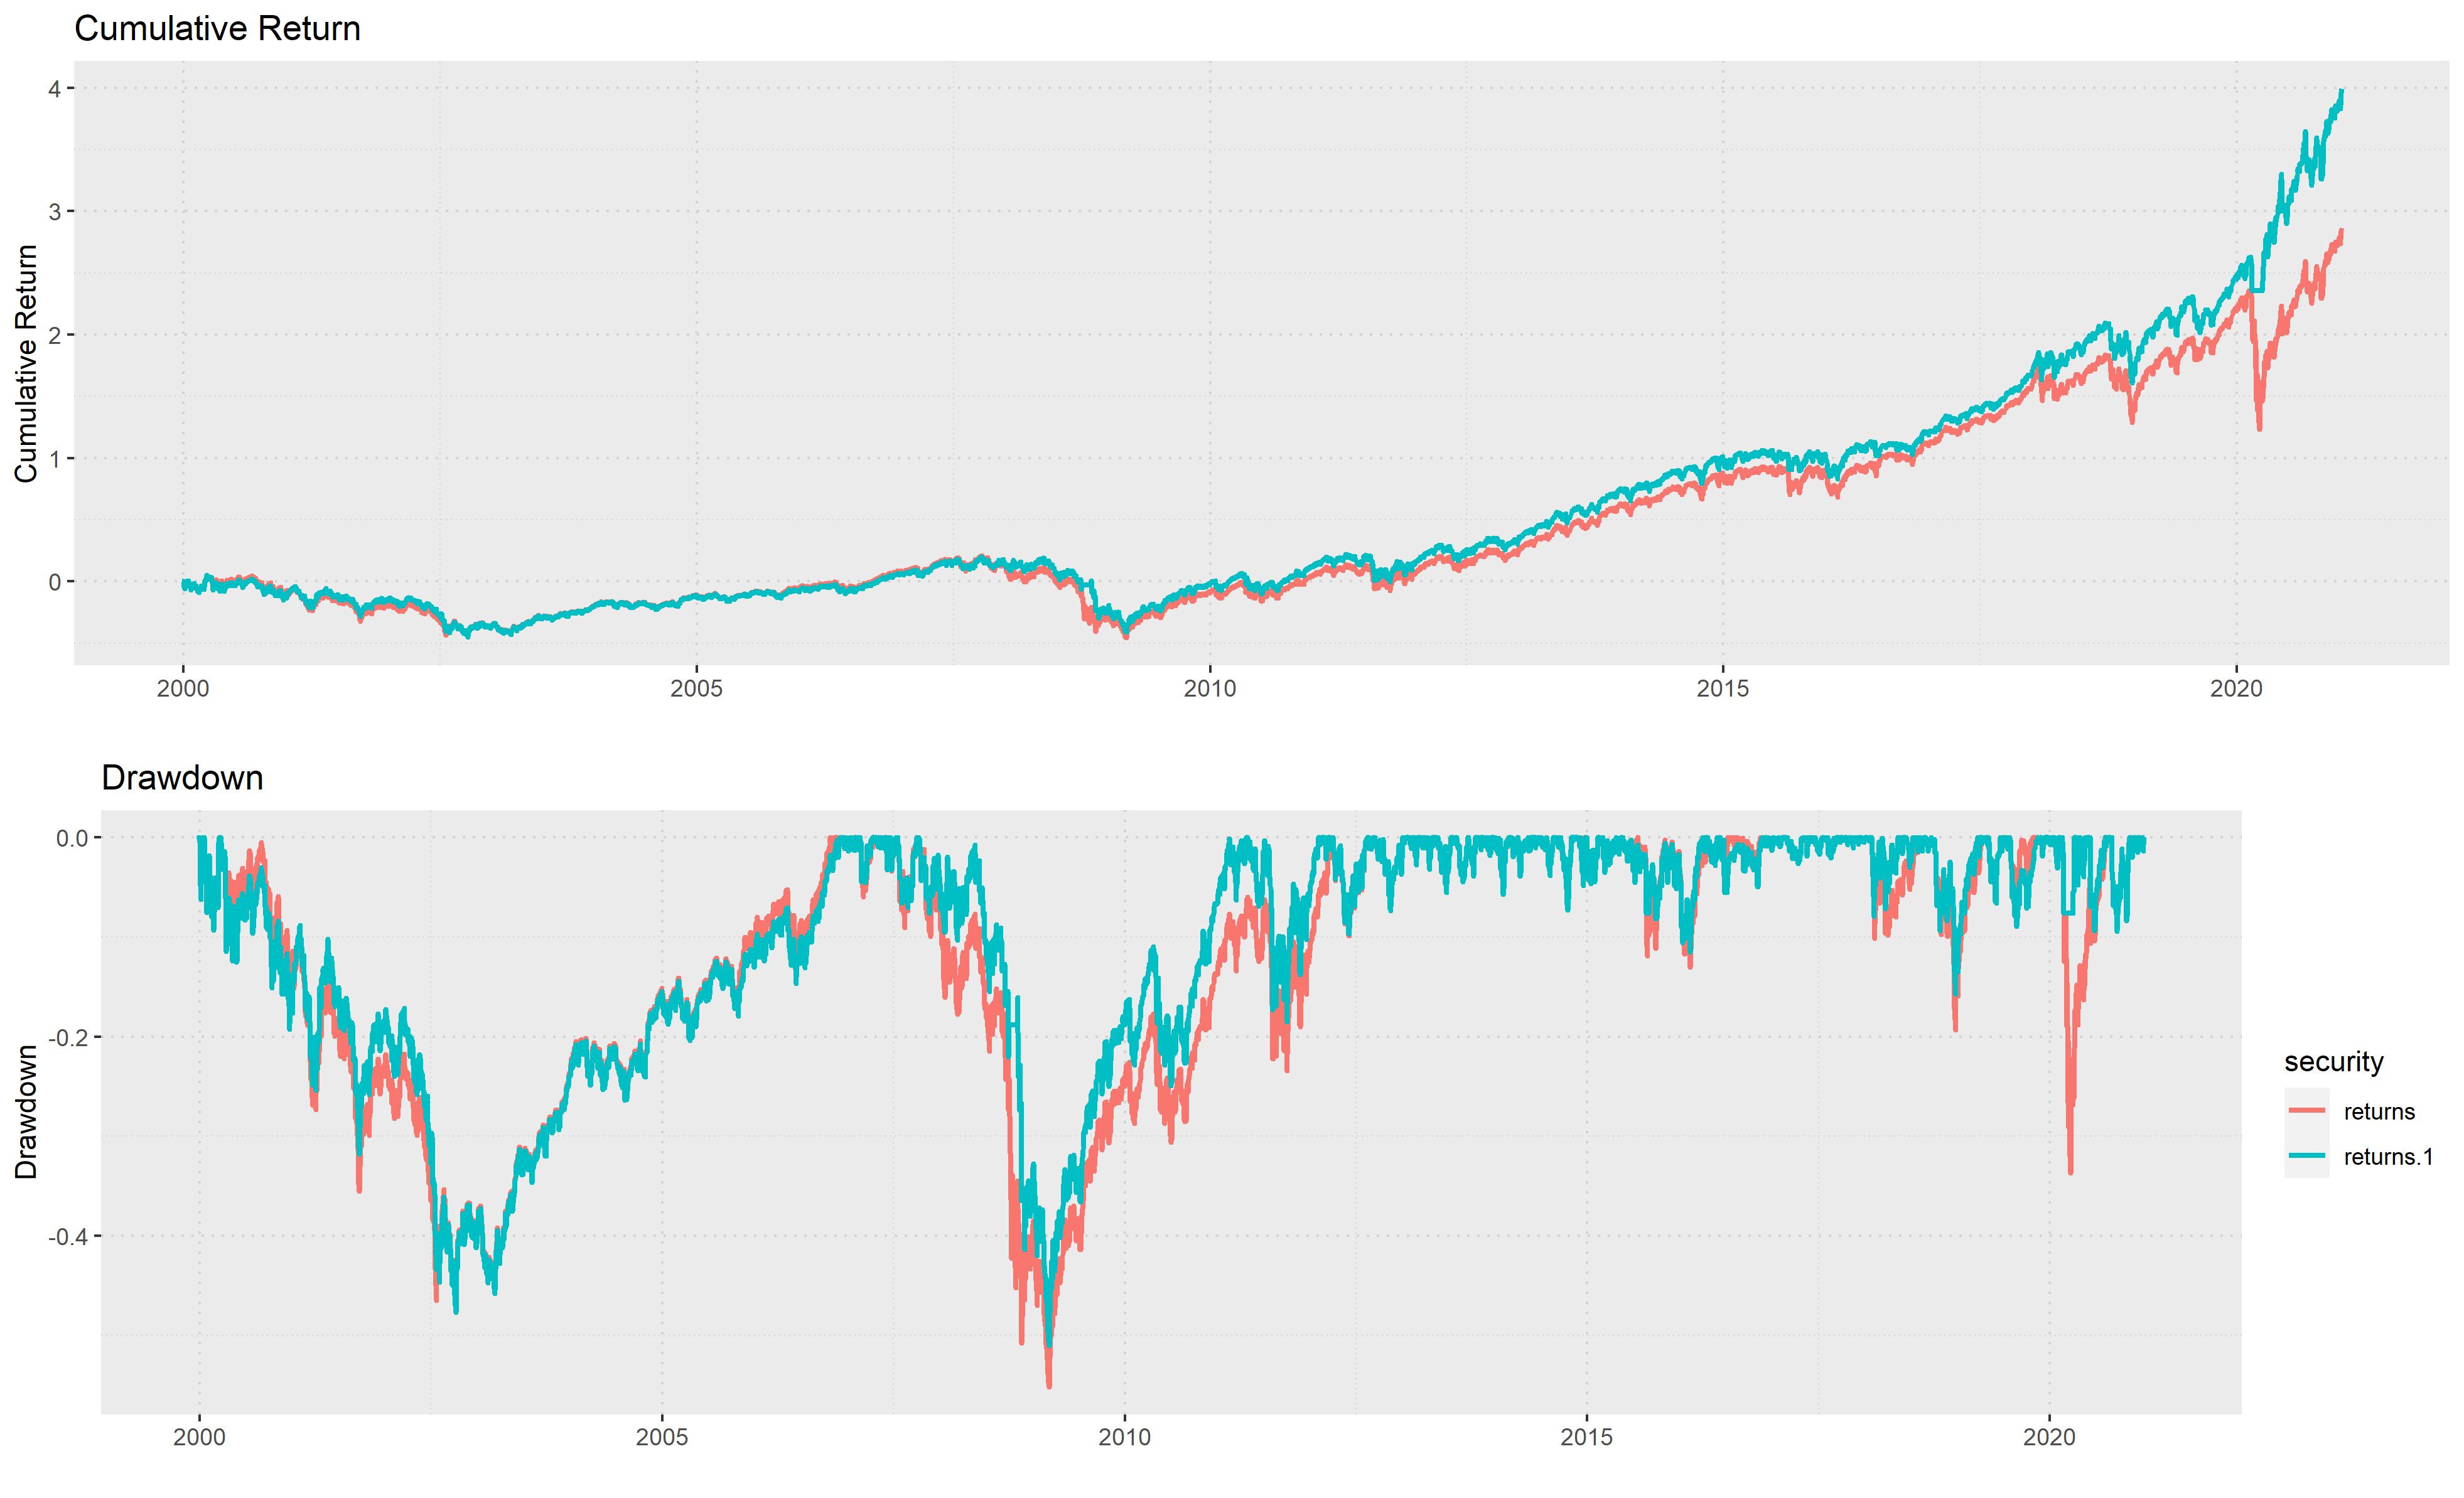 Cumulative Return
Cumulative Return
4
3
2
1
0
2000 2005 2010 2015 2020
Drawdown
Drawdown
0.0
-0.2
-0.4
2000 2005 2010 2015 2020
security
returns
returns.1